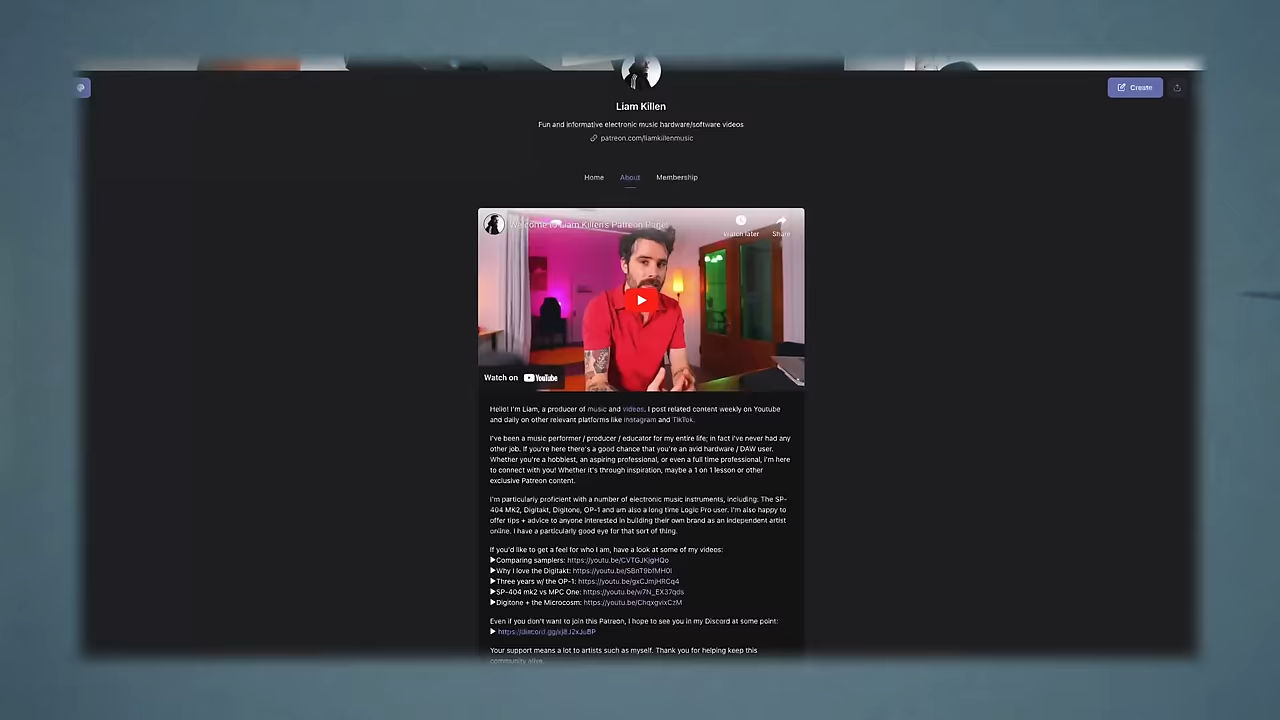 Create
Liam Killen
Fun and informative electronic music hardware/software videos
patreon.com/liamkillenmusic
Home About Membership
Welcome to Liam Killen's Patreon Page!
Watch later Share
Watch on YouTube
Hello! I'm Liam, a producer of music and videos. I post related content weekly on Youtube
and daily on other relevant platforms like Instagram and TikTok.
I've been a music performer / producer / educator for my entire life; in fact I've never had any
other job. If you're here there's a good chance that you're an avid hardware / DAW user.
Whether you're a hobbiest, an aspiring professional, or even a full time professional, I'm here
to connect with you! Whether it's through inspiration, maybe a 1 on 1 lesson or other
exclusive Patreon content.
I'm particularly proficient with a number of electronic music instruments, including: The SP-
404 MK2, Digitakt, Digitone, OP-1 and am also a long time Logic Pro user. I'm also happy to
offer tips + advice to anyone interested in building their own brand as an independent artist
online. I have a particularly good eye for that sort of thing.
If you'd like to get a feel for who I am, have a look at some of my videos:
▶Comparing samplers: https://youtu.be/CVTGJKjgHQo
▶Why I love the Digitakt: https://youtu.be/SBnT9bfMH0I
▶Three years w/ the OP-1: https://youtu.be/gxCJmjHRCq4
▶SP-404 mk2 vs MPC One: https://youtu.be/w7N_EX37qds
▶Digitone + the Microcosm: https://youtu.be/ChqxgvixCzM
Even if you don't want to join this Patreon, I hope to see you in my Discord at some point:
▶
Your support means a lot to artists such as myself. Thank you for helping keep this
community alive.